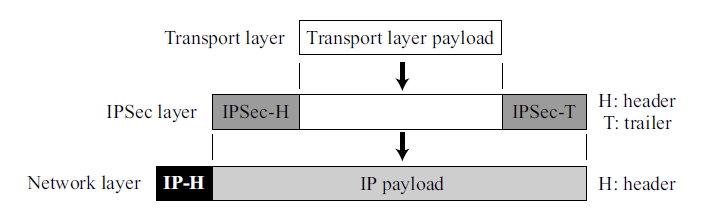 Transport layer Transport layer payload
IPSec layer IPSec-H IPSec-T H: header
T: trailer
Network layer IP-H IP payload H: header